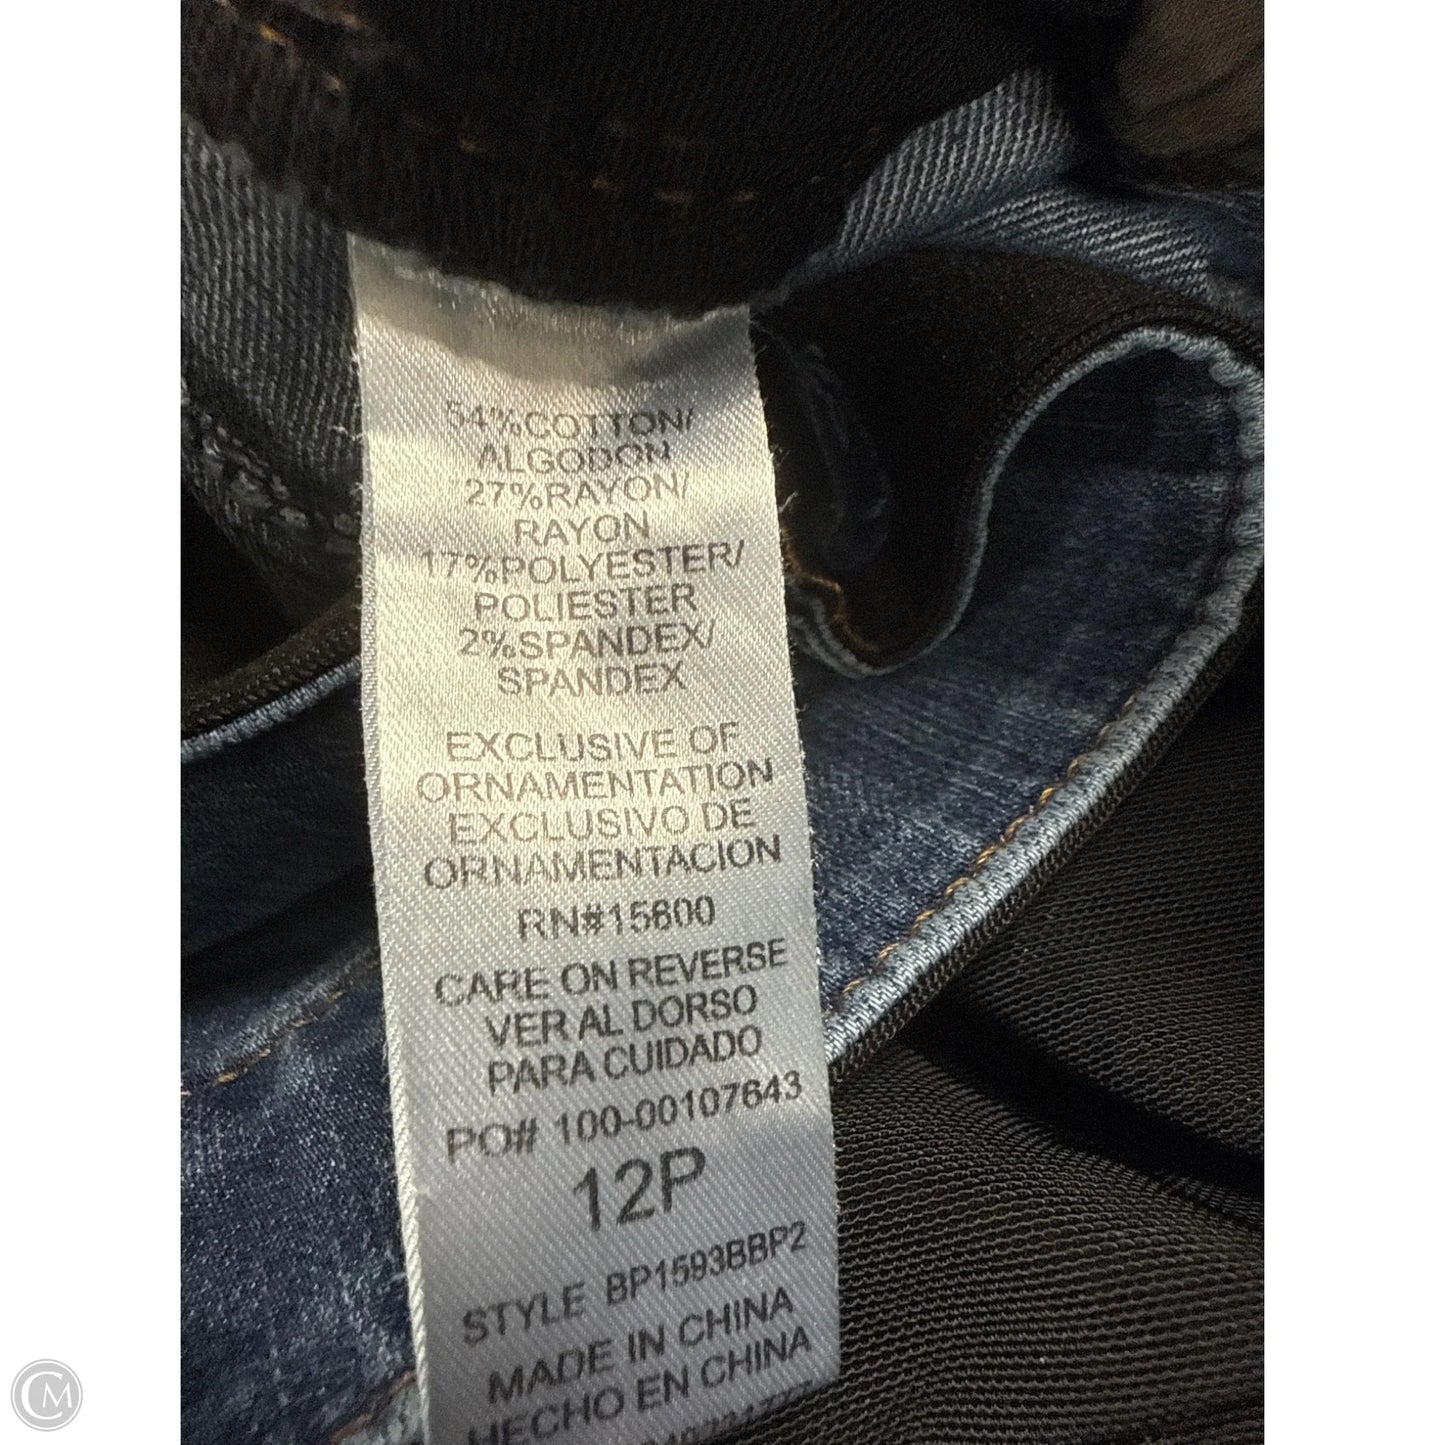 54%COTTON/
ALGODON
27%RAYON/
RAYON
17%POLYESTER/
POLIESTER
2%SPANDEX/
SPANDEX
EXCLUSIVE OF
ORNAMENTATION
EXCLUSIVO DE
ORNAMENTACION
RN#15600
CARE ON REVERSE
VER AL DORSO
PARA CUIDADO
PO# 100-00107643
12P
STYLE BP1593BBP2
MADE IN CHINA
HECHO EN CHINA
CM